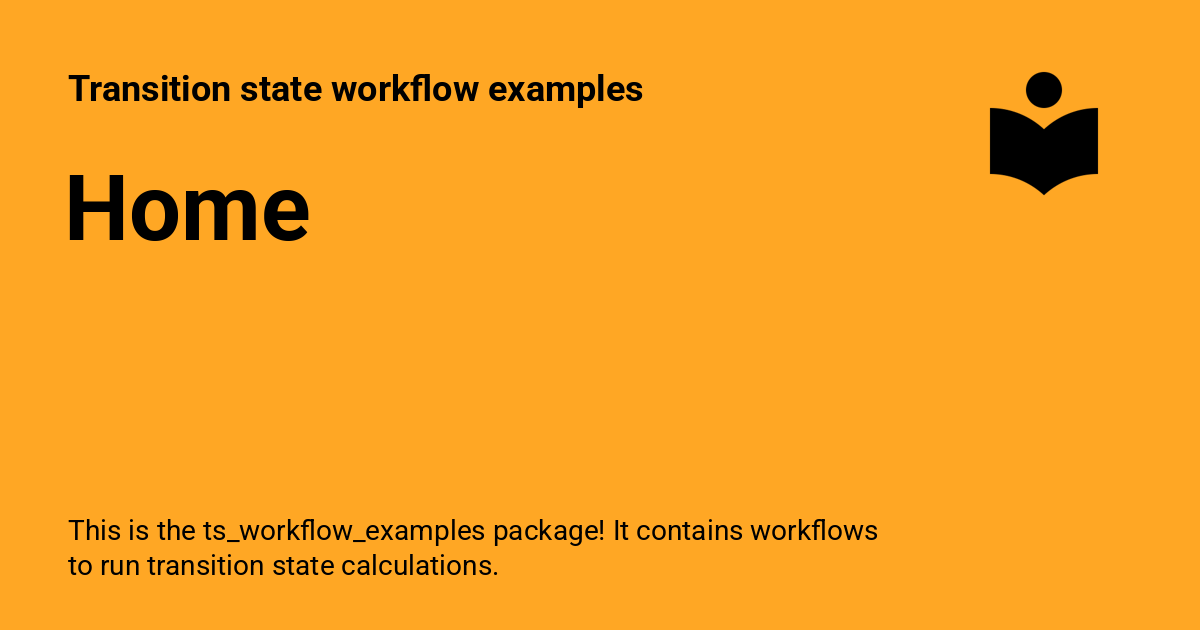 Transition state workflow examples
Home
This is the ts_workflow_examples package! It contains workflows
to run transition state calculations.